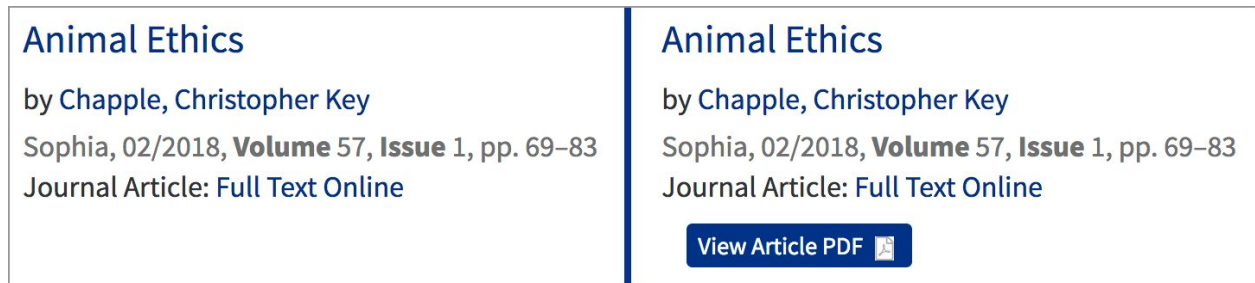 Animal Ethics
by Chapple, Christopher Key
Sophia, 02/2018, Volume 57, Issue 1, pp. 69–83
Journal Article: Full Text Online
Animal Ethics
by Chapple, Christopher Key
Sophia, 02/2018, Volume 57, Issue 1, pp. 69–83
Journal Article: Full Text Online
View Article PDF